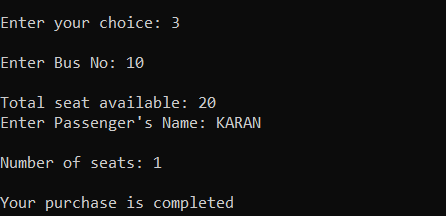 Enter your choice: 3
Enter Bus No: 10
Total seat available: 20
Enter Passenger's Name: KARAN
Number of seats: 1
Your purchase is completed